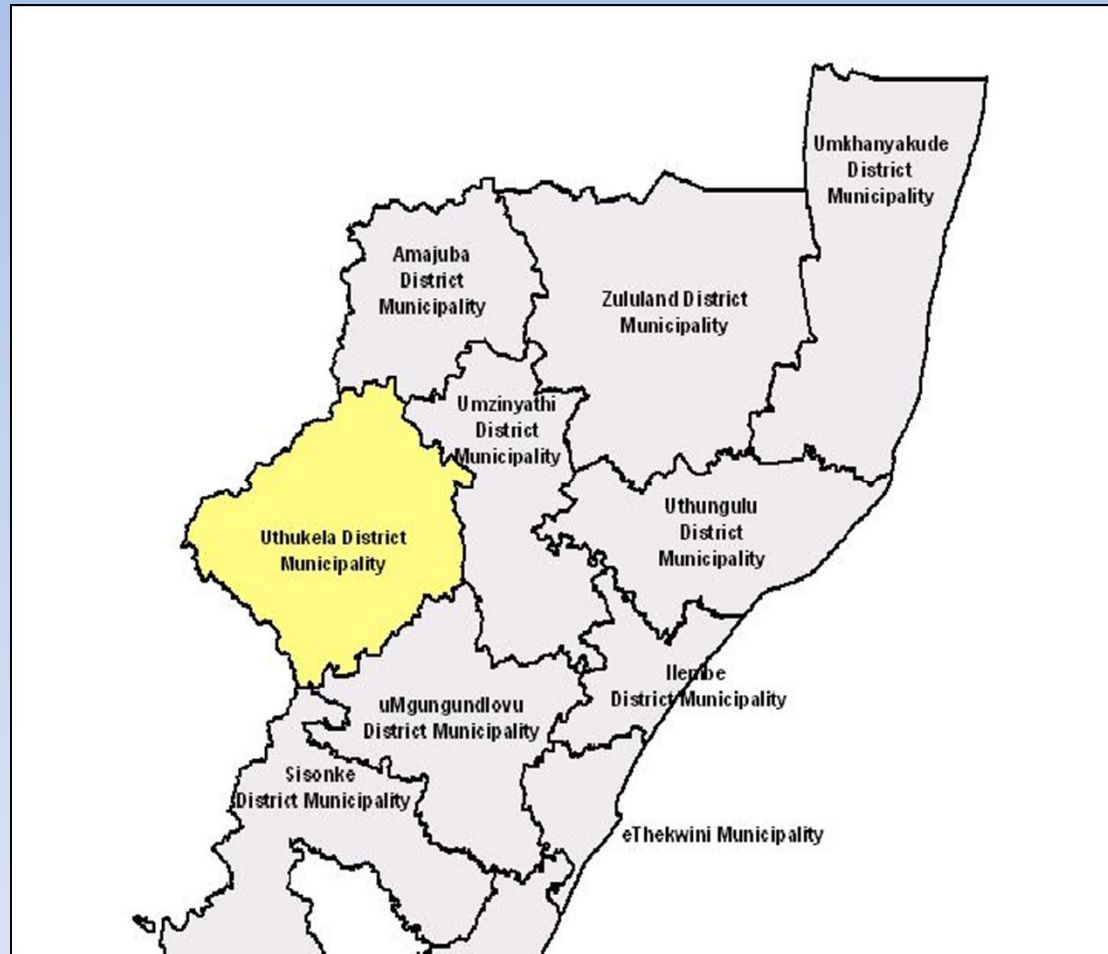 Umkhanyakude
District
Municipality
Amajuba
District
Municipality
Zululand District
Municipality
Umzinyathi
District
Municipality
Uthungulu
District
Municipality
Uthukela District
Municipality
Ilembe
District Municipality
uMgungundlovu
District Municipality
Sisonke
District Municipality
eThekwini Municipality